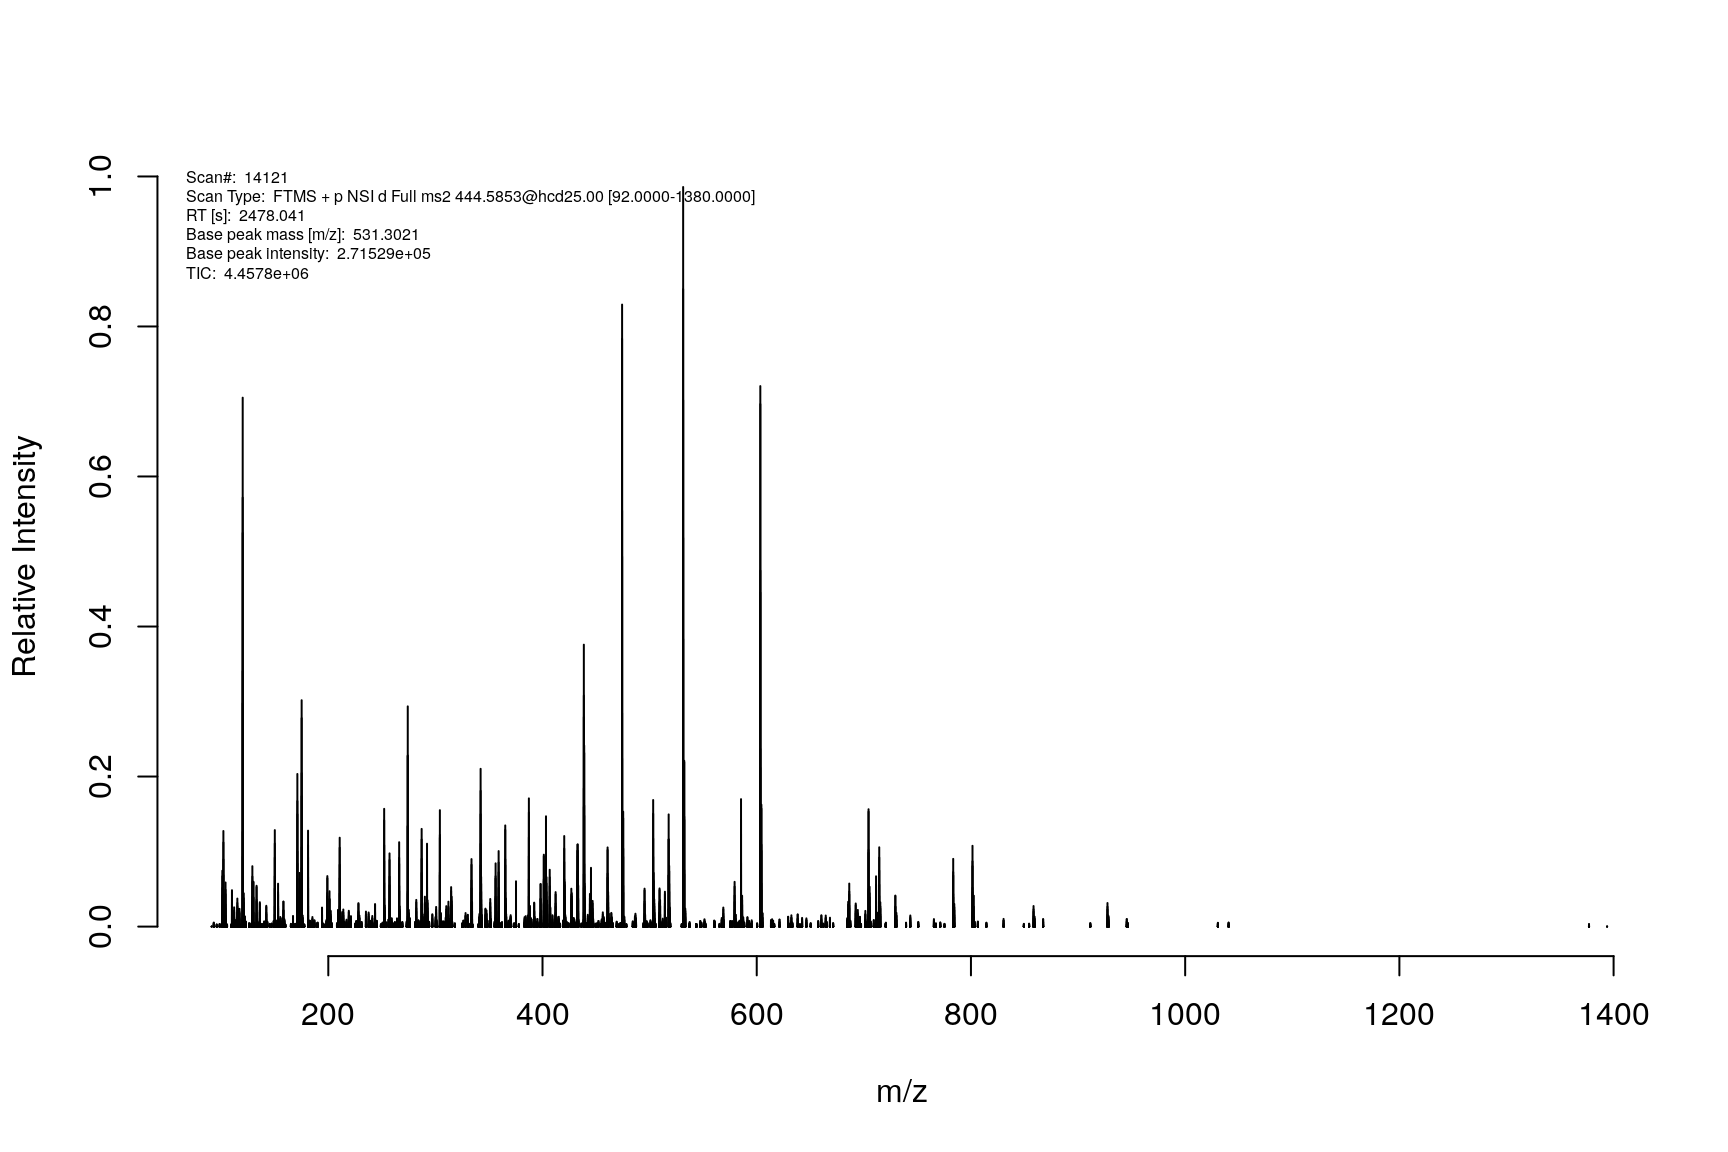 Scan#: 14121
Scan Type: FTMS + p NSI d Full ms2 444.5853@hcd25.00 [92.0000-1380.0000]
RT [s]: 2478.041
Base peak mass [m/z]: 531.3021
Base peak intensity: 2.71529e+05
TIC: 4.4578e+06
1.0
0.8
0.6
0.4
0.2
0.0
Relative Intensity
200 400 600 800 1000 1200 1400
m/z